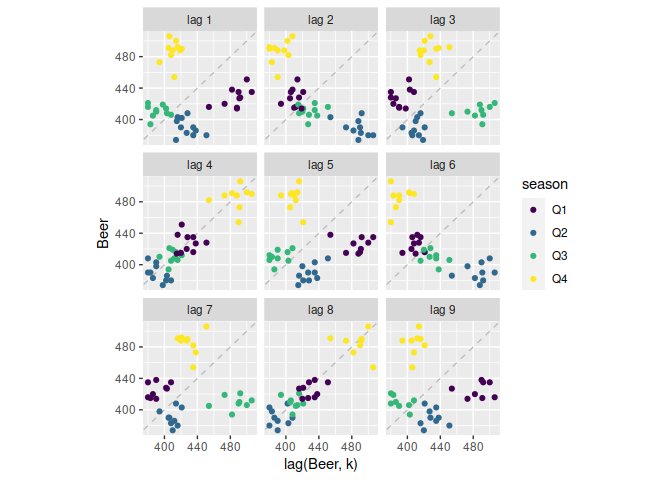 lag 1 lag 2 lag 3
480
440
400
lag 4 lag 5 lag 6
season
Q1
Q2
Q3
Q4
Beer
480
440
400
lag 7 lag 8 lag 9
480
440
400
400 440 480 400 440 480 400 440 480
lag(Beer, k)